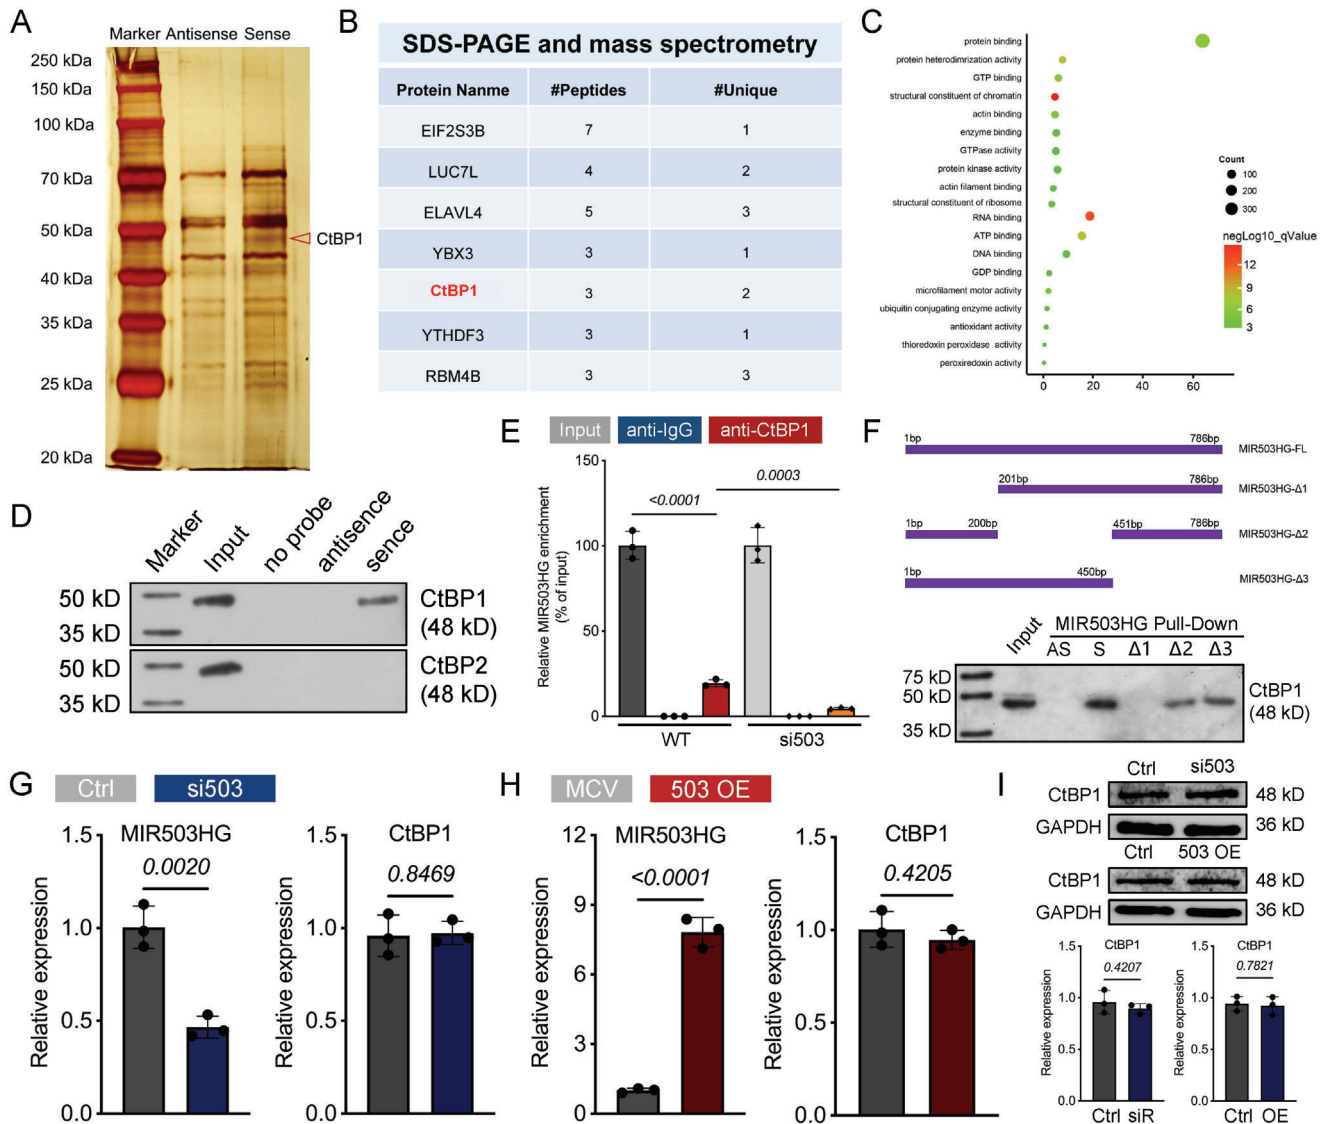 A
Marker Antisense Sense
250 kDa
150 kDa
100 kDa
70 kDa
50 kDa
40 kDa
35 kDa
25 kDa
20 kDa
CtBP1
B
SDS-PAGE and mass spectrometry
Protein Nanme #Peptides #Unique
EIF2S3B 7 1
LUC7L 4 2
ELAVL4 5 3
YBX3 3 1
CtBP1 3 2
YTHDF3 3 1
RBM4B 3 3
C
protein binding
protein heterodimrization activity
GTP binding
structural constituent of chromatin
actin binding
enzyme binding
GTPase activity
protein kinase activity
actin filament binding
structural constituent of ribosome
RNA binding
ATP binding
DNA binding
GDP binding
microfilament motor activity
ubiquitin conjugating enzyme activity
antioxidant activity
thioredoxin peroxidase activity
peroxiredoxin activity
0 20 40 60
Count
100
200
300
negLog10_qValue
12
9
6
3
D
Marker Input no probe antisence sence
50 kD
35 kD
CtBP1
(48 kD)
50 kD
35 kD
CtBP2
(48 kD)
E
Input anti-IgG anti-CtBP1
Relative MIR503HG enrichment
(% of input)
150
100
50
0
<0.0001
0.0003
WT si503
F
1bp 786bp
MIR503HG-FL
201bp 786bp
MIR503HG-Δ1
1bp 200bp 451bp 786bp
MIR503HG-Δ2
1bp 450bp
MIR503HG-Δ3
MIR503HG Pull-Down
Input AS S Δ1 Δ2 Δ3
75 kD
50 kD
35 kD
CtBP1
(48 kD)
G
Ctrl si503
MIR503HG
Relative expression
1.5
1.0
0.5
0.0
0.0020
CtBP1
Relative expression
1.5
1.0
0.5
0.0
0.8469
H
MCV 503 OE
MIR503HG
Relative expression
12
9
6
3
0
<0.0001
CtBP1
Relative expression
1.5
1.0
0.5
0.0
0.4205
I
Ctrl si503
CtBP1 48 kD
GAPDH 36 kD
Ctrl 503 OE
CtBP1 48 kD
GAPDH 36 kD
CtBP1
Relative expression
1.5
1.0
0.5
0.0
0.4207
Ctrl siR
CtBP1
Relative expression
1.5
1.0
0.5
0.0
0.7821
Ctrl OE